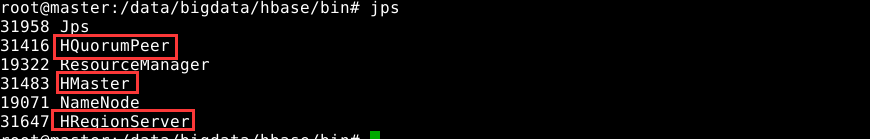 root@master:/data/bigdata/hbase/bin# jps
31958 Jps
31416 HQuorumPeer
19322 ResourceManager
31483 HMaster
19071 NameNode
31647 HRegionServer
root@master:/data/bigdata/hbase/bin#